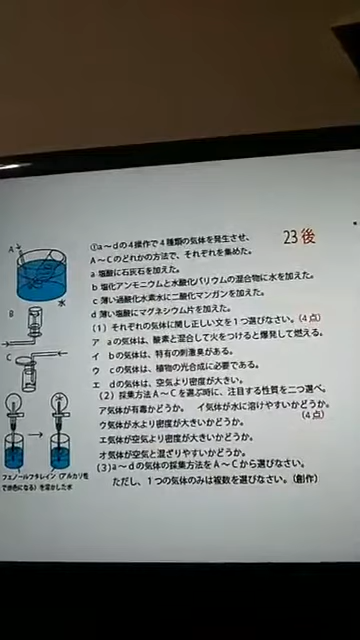 23後
①a～dの4操作で4種類の気体を発生させ、
A～Cのどれかの方法で、それぞれを集めた。
a 塩酸に石灰石を加えた。
b 塩化アンモニウムと水酸化バリウムの混合物に水を加えた。
c 薄い過酸化水素水に二酸化マンガンを加えた。
d 薄い塩酸にマグネシウム片を加えた。
(1) それぞれの気体に関し正しい文を1つ選びなさい。(4点)
ア aの気体は、酸素と混合して火をつけると爆発して燃える。
イ bの気体は、特有の刺激臭がある。
ウ cの気体は、植物の光合成に必要である。
エ dの気体は、空気より密度が大きい。
(2) 採集方法A～Cを選ぶ時に、注目する性質を二つ選べ。
ア気体が有毒かどうか。 イ気体が水に溶けやすいかどうか。
ウ気体が水より密度が大きいかどうか。 (4点)
エ気体が空気より密度が大きいかどうか。
オ気体が空気と混ざりやすいかどうか。
(3) a～dの気体の採集方法をA～Cから選びなさい。
ただし、1つの気体のみは複数を選びなさい。(創作)
A
水
B
C
フェノールフタレイン(アルカリ性
で赤色になる)を溶かした水